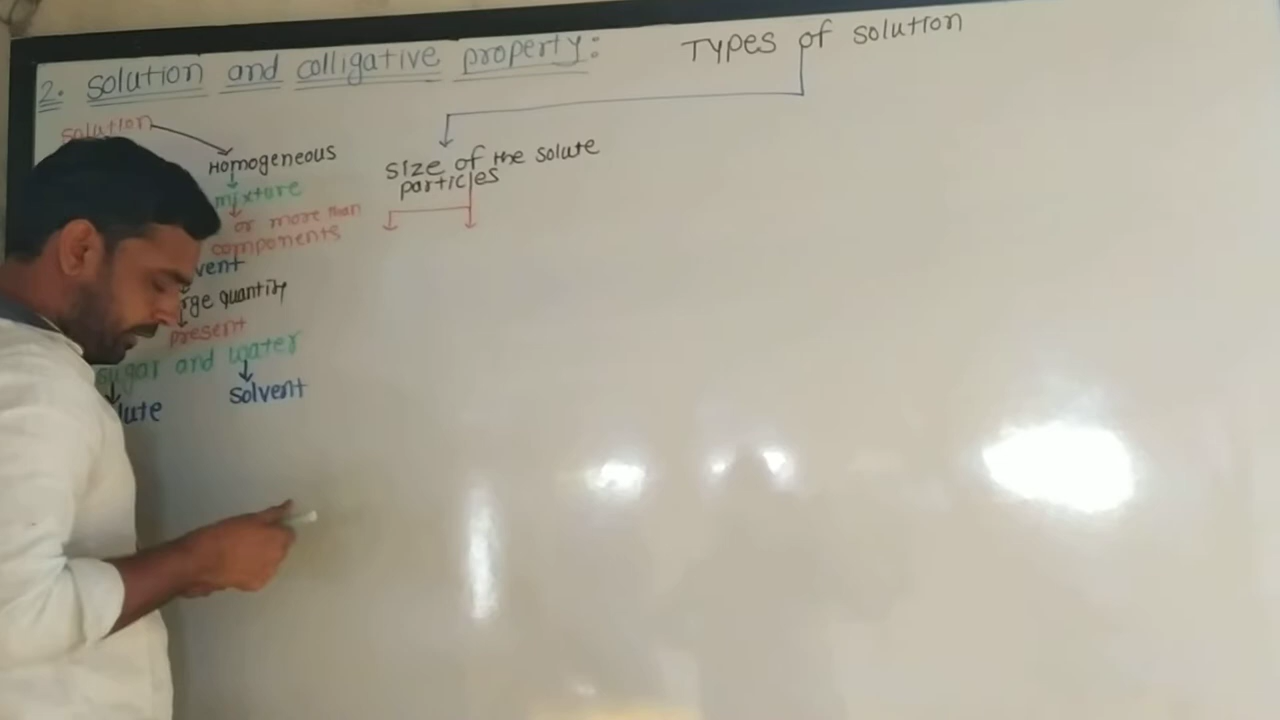 2. solution and colligative property:
Types of solution
solution
Homogeneous
mixture
or more than
components
vent
rge quantity
present
sugar and water
lute
solvent
size of the solute
particles